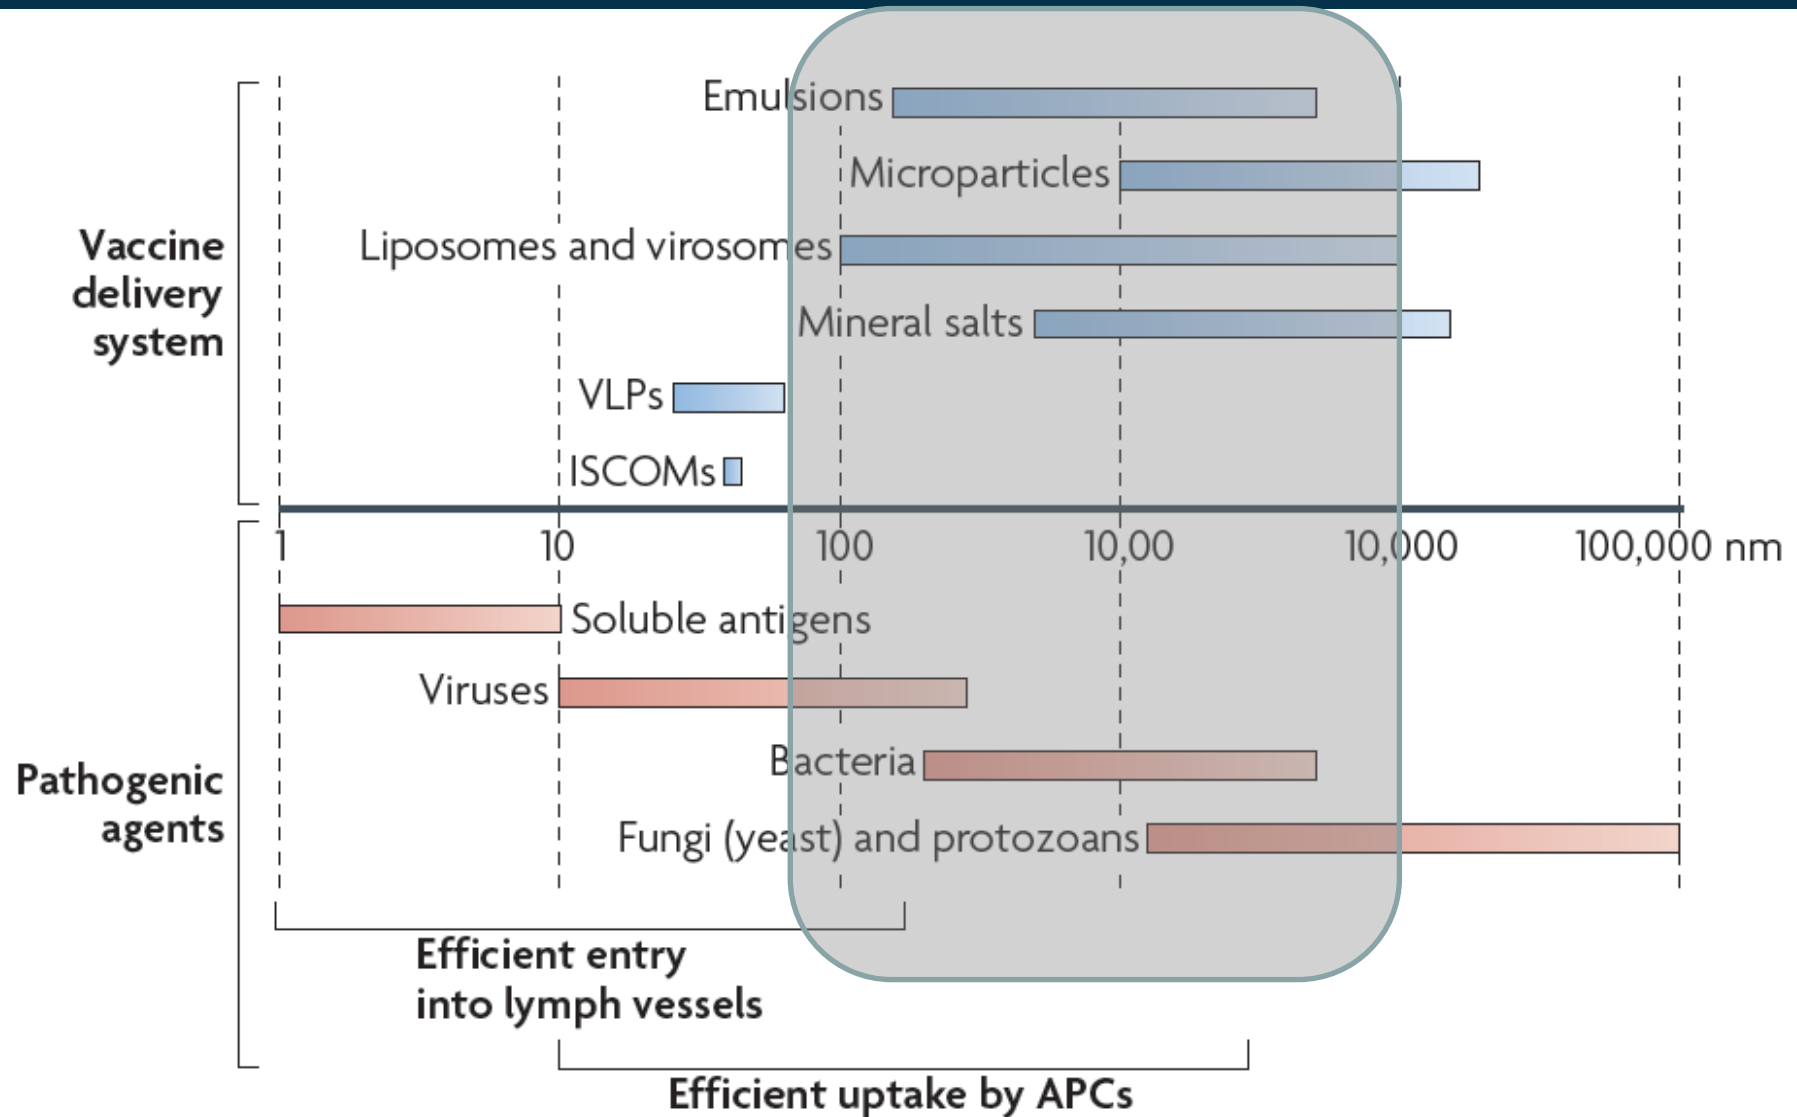 Emulsions
Microparticles
Vaccine
delivery
system
Liposomes and virosomes
Mineral salts
VLPs
ISCOMs
1 10 100 10,00 10,000 100,000 nm
Soluble antigens
Viruses
Pathogenic
agents
Bacteria
Fungi (yeast) and protozoans
Efficient entry
into lymph vessels
Efficient uptake by APCs